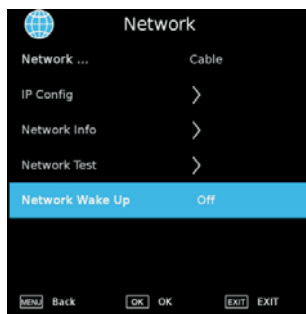 Network
Network ... Cable
IP Config
Network Info
Network Test
Network Wake Up Off
MENU Back OK OK EXIT EXIT